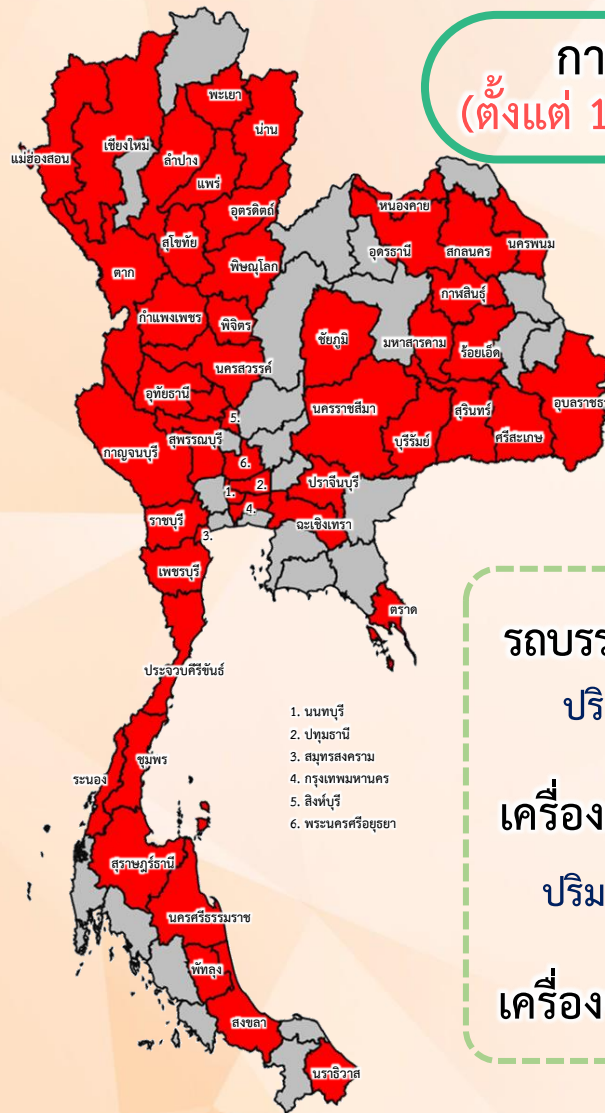 กา
(ตั้งแต่ 1
พะเยา
น่าน
เชียงใหม่
แม่ฮ่องสอน
ลำปาง
แพร่
อุตรดิตถ์
สุโขทัย
ตาก
พิษณุโลก
หนองคาย
อุดรธานี
สกลนคร
นครพนม
กาฬสินธุ์
กำแพงเพชร
พิจิตร
ชัยภูมิ
มหาสารคาม
ร้อยเอ็ด
นครสวรรค์
อุทัยธานี
นครราชสีมา
สุรินทร์
อุบลราชธา
5.
สุพรรณบุรี
บุรีรัมย์
ศรีสะเกษ
กาญจนบุรี
6.
2.
ปราจีนบุรี
1.
4.
ราชบุรี
3.
ฉะเชิงเทรา
เพชรบุรี
ตราด
ประจวบคีรีขันธ์
1. นนทบุรี
2. ปทุมธานี
3. สมุทรสงคราม
4. กรุงเทพมหานคร
5. สิงห์บุรี
6. พระนครศรีอยุธยา
ชุมพร
ระนอง
สุราษฎร์ธานี
นครศรีธรรมราช
พัทลุง
สงขลา
นราธิวาส
รถบรร
ปริ
เครื่อง
ปริม
เครื่อง